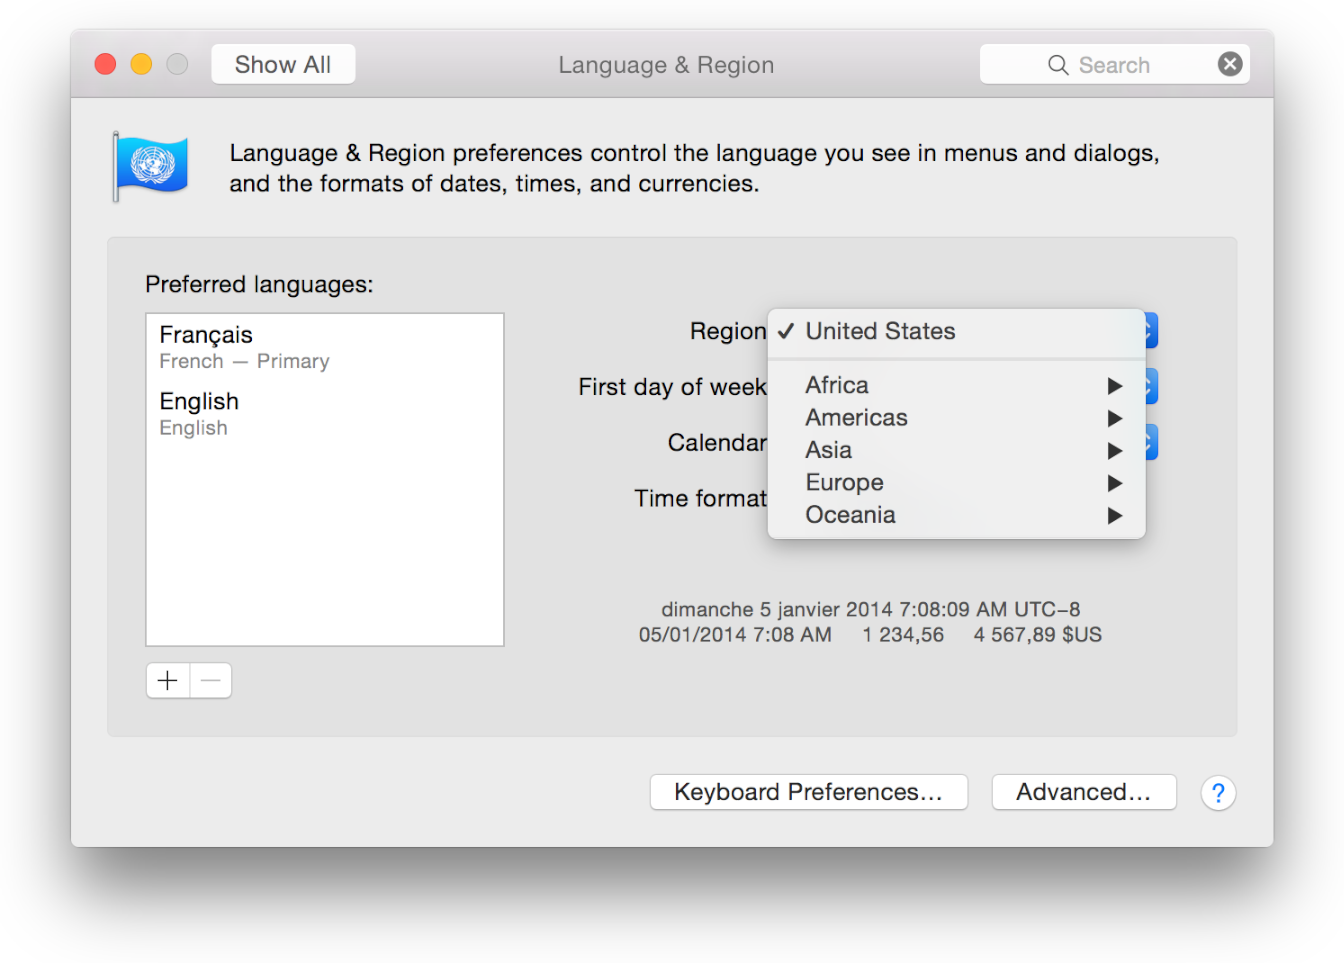 Show All
Language & Region
Search
Language & Region preferences control the language you see in menus and dialogs,
and the formats of dates, times, and currencies.
Preferred languages:
Français
French — Primary
English
English
Region
✓ United States
Africa
Americas
Asia
Europe
Oceania
First day of week
Calendar
Time format
dimanche 5 janvier 2014 7:08:09 AM UTC−8
05/01/2014 7:08 AM 1 234,56 4 567,89 $US
Keyboard Preferences...
Advanced...
?